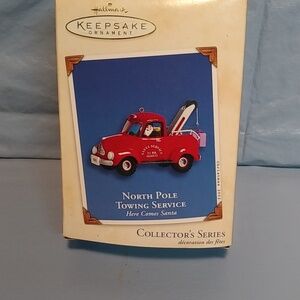 Hallmark
KEEPSAKE
ORNAMENT
NORTH POLE
TOWING SERVICE
Here Comes Santa
COLLECTOR'S SERIES
décoration des fêtes